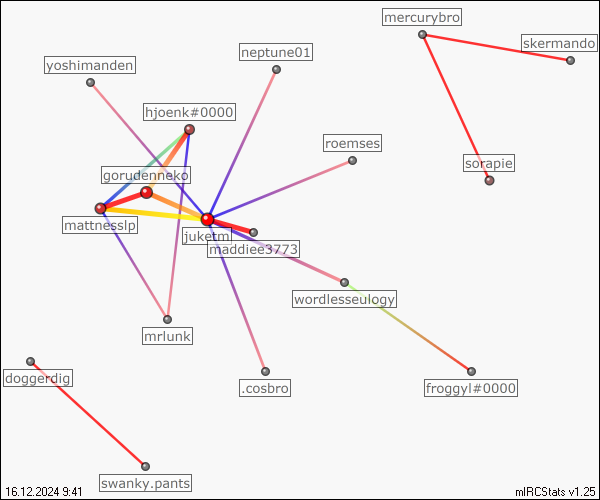 mercurybro
skermando
neptune01
yoshimanden
hjoenk#0000
roemses
sorapie
gorudenneko
mattnesslp
juketm
maddiee3773
wordlesseulogy
mrlunk
doggerdig
.cosbro
froggyl#0000
swanky.pants
16.12.2024 9:41
mIRCStats v1.25